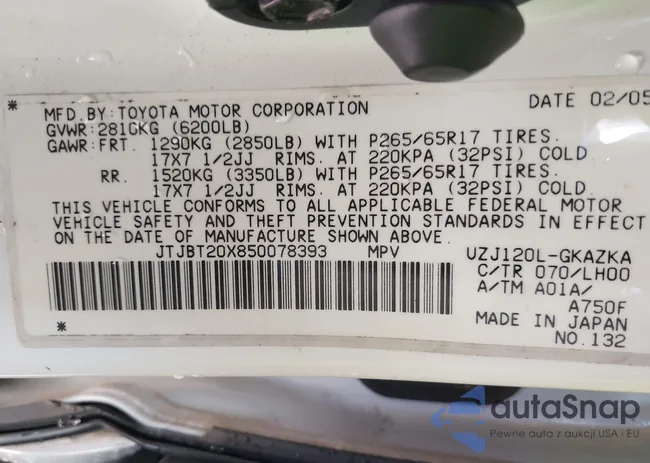 * MFD.BY:TOYOTA MOTOR CORPORATION DATE 02/05
GVWR:2810KG (6200LB)
GAWR:FRT. 1290KG (2850LB) WITH P265/65R17 TIRES.
17X7 1/2JJ RIMS. AT 220KPA (32PSI) COLD
RR. 1520KG (3350LB) WITH P265/65R17 TIRES.
17X7 1/2JJ RIMS. AT 220KPA (32PSI) COLD.
THIS VEHICLE CONFORMS TO ALL APPLICABLE FEDERAL MOTOR
VEHICLE SAFETY AND THEFT PREVENTION STANDARDS IN EFFECT
ON THE DATE OF MANUFACTURE SHOWN ABOVE.
JTJBT20X850078393 MPV UZJ120L-GKAZKA
C/TR 070/LH00
A/TM A01A/
A750F
MADE IN JAPAN
* NO.132
autaSnap
Pewne auta z aukcji USA i EU